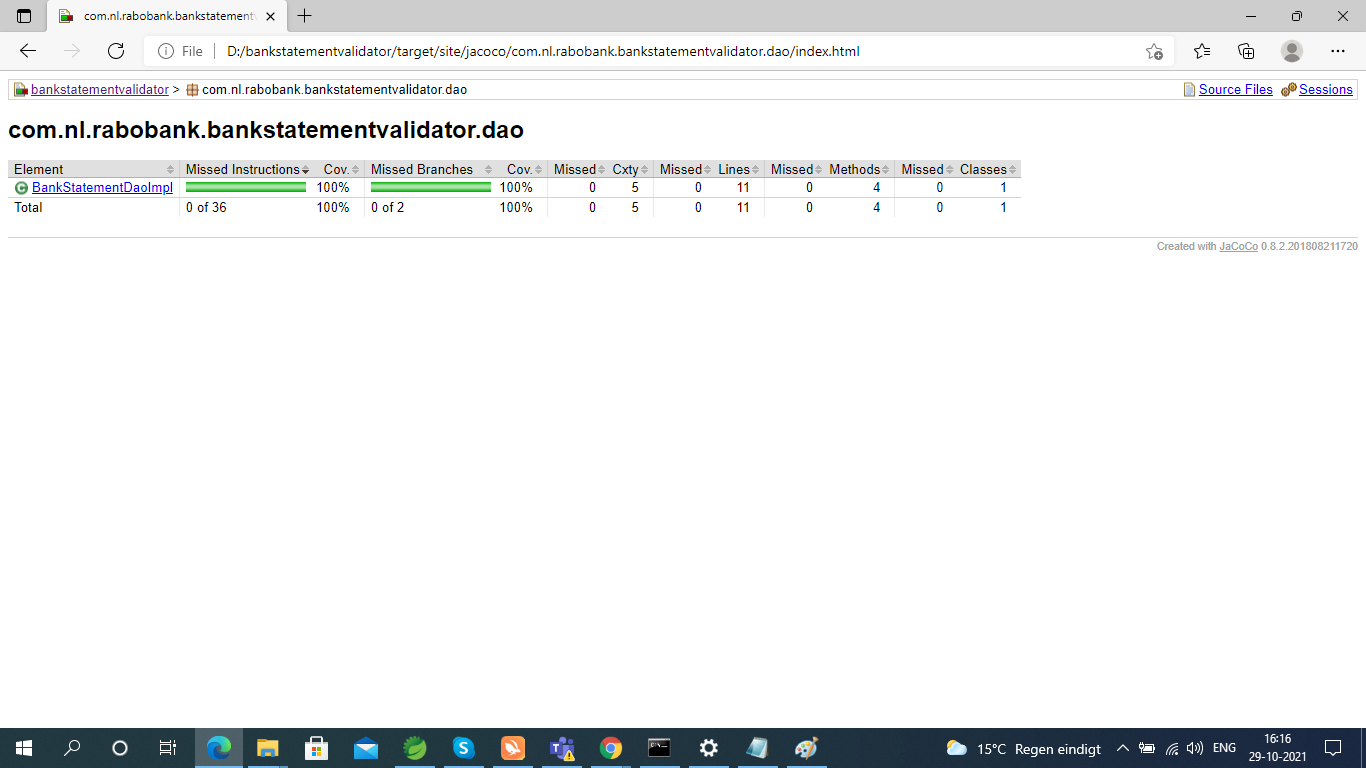 com.nl.rabobank.bankstatementv
File D:/bankstatementvalidator/target/site/jacoco/com.nl.rabobank.bankstatementvalidator.dao/index.html
bankstatementvalidator > com.nl.rabobank.bankstatementvalidator.dao Source Files Sessions
com.nl.rabobank.bankstatementvalidator.dao
Element Missed Instructions Cov. Missed Branches Cov. Missed Cxty Missed Lines Missed Methods Missed Classes
C BankStatementDaoImpl 100% 100% 0 5 0 11 0 4 0 1
Total 0 of 36 100% 0 of 2 100% 0 5 0 11 0 4 0 1
Created with JaCoCo 0.8.2.201808211720
15°C Regen eindigt ENG 16:16
29-10-2021